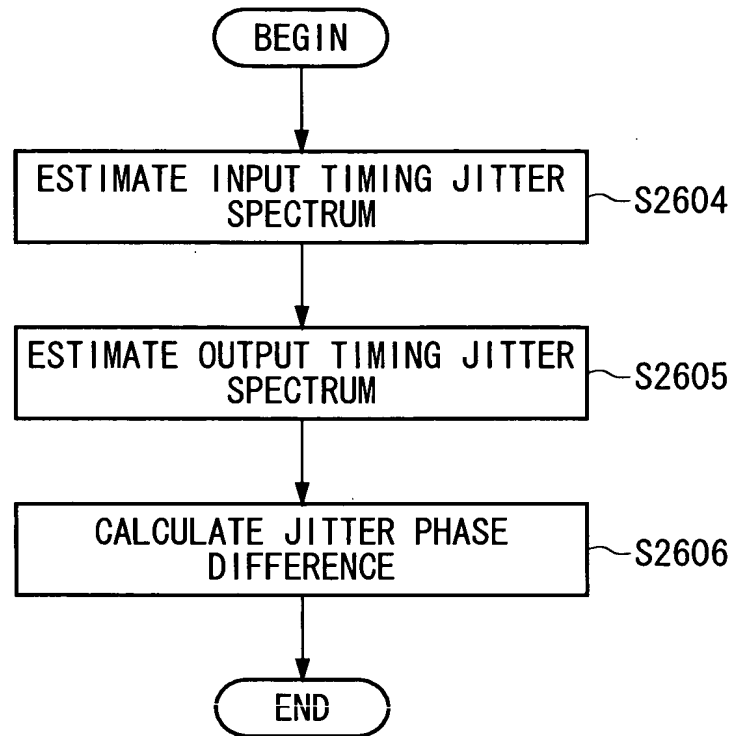 BEGIN
ESTIMATE INPUT TIMING JITTER
SPECTRUM
S2604
ESTIMATE OUTPUT TIMING JITTER
SPECTRUM
S2605
CALCULATE JITTER PHASE
DIFFERENCE
S2606
END